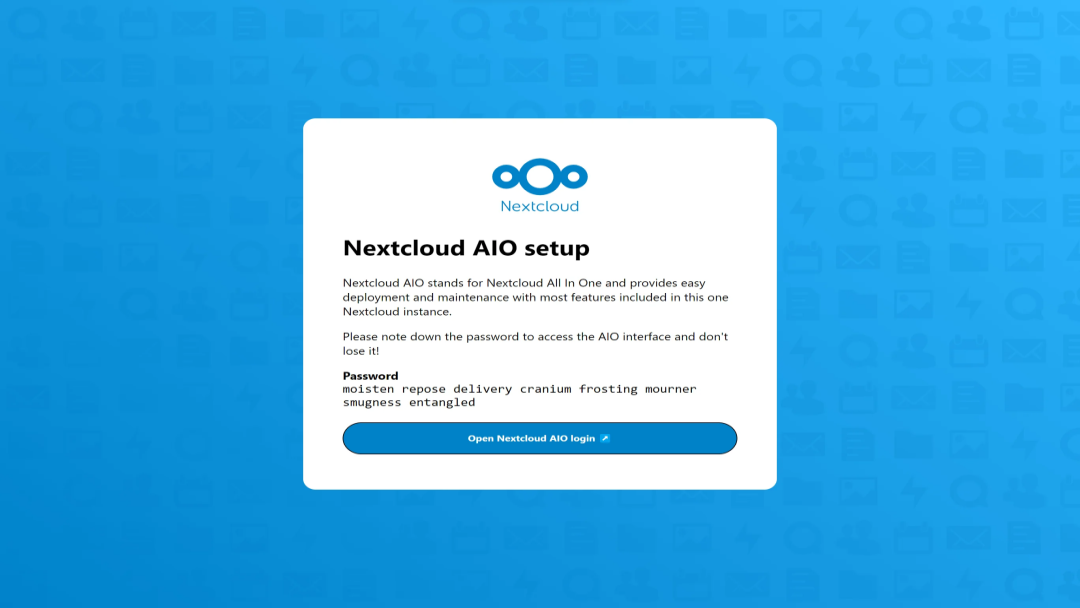 Nextcloud
Nextcloud AIO setup
Nextcloud AIO stands for Nextcloud All In One and provides easy
deployment and maintenance with most features included in this one
Nextcloud instance.
Please note down the password to access the AIO interface and don't
lose it!
Password
moisten repose delivery cranium frosting mourner
smugness entangled
Open Nextcloud AIO login